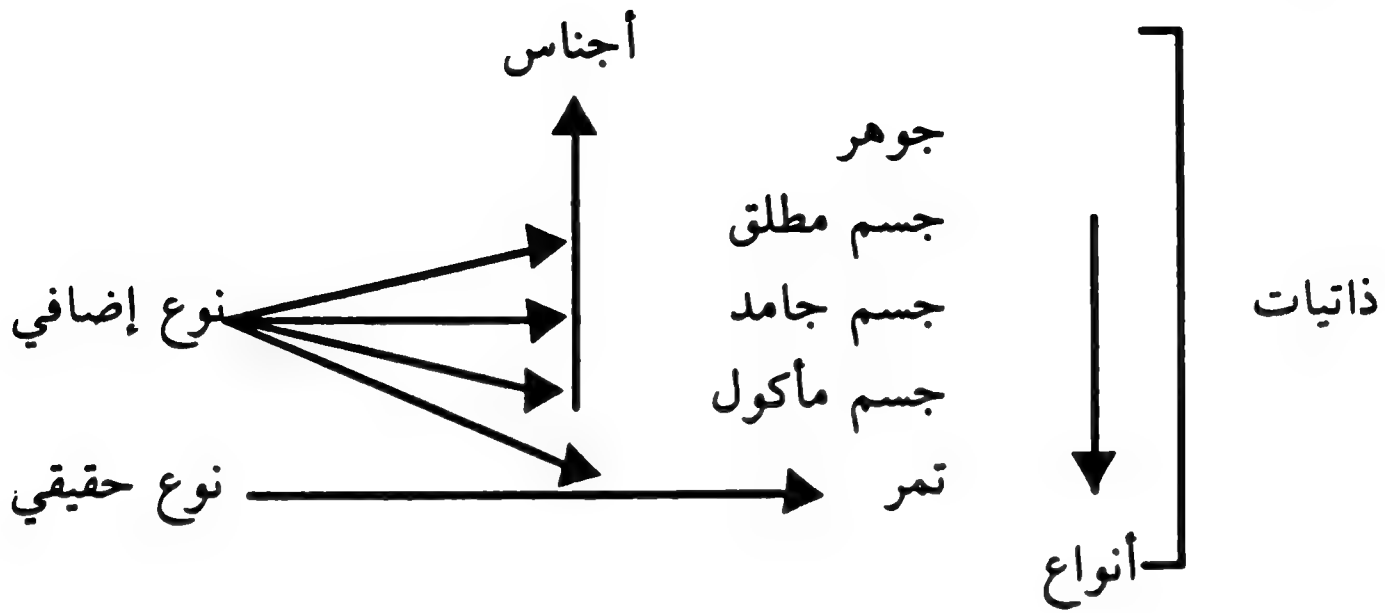 أجناس
جوهر
جسم مطلق
ذاتيات
جسم جامد
نوع إضافي
جسم مأكول
تمر
نوع حقيقي
أنواع